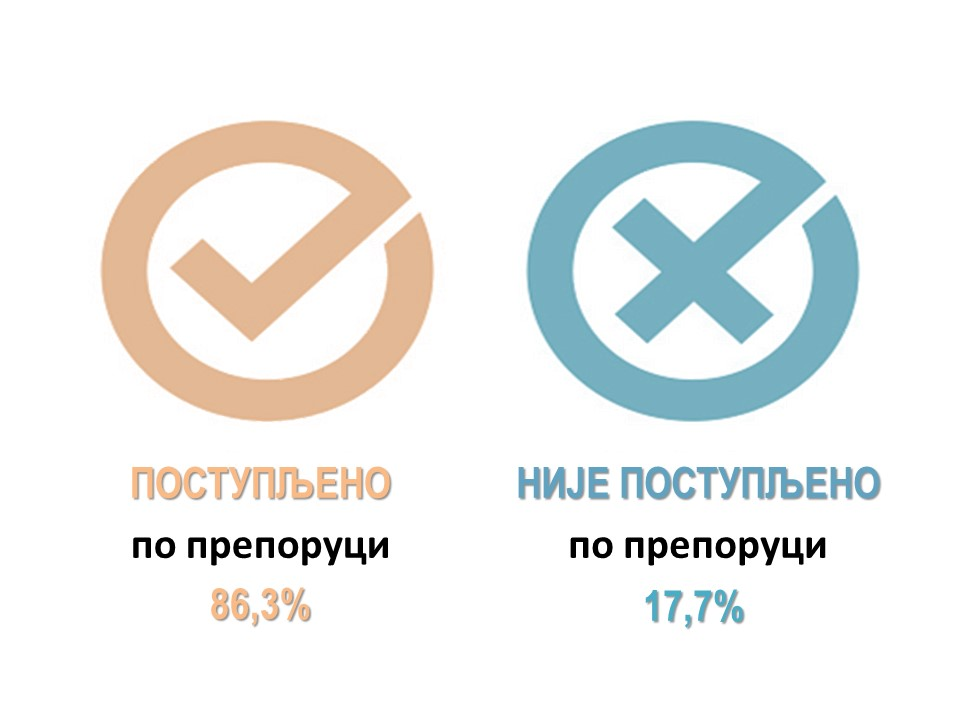 ПОСТУПЉЕНО
по препоруци
86,3%
НИЈЕ ПОСТУПЉЕНО
по препоруци
17,7%